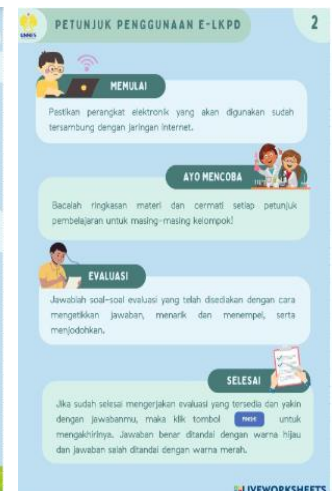 UNNES
PETUNJUK PENGGUNAAN E-LKPD
2
MEMULAI
Pastikan perangkat elektronik yang akan digunakan sudah
tersambung dengan jaringan internet.
AYO MENCOBA
Bacalah ringkasan materi dan cermati setiap petunjuk
pembelajaran untuk masing-masing kelompok!
EVALUASI
Jawablah soal-soal evaluasi yang telah disediakan dengan cara
mengetikkan jawaban, menarik dan menempel, serta
menjodohkan.
SELESAI
Jika sudah selesai mengerjakan evaluasi yang tersedia dan yakin
dengan jawabanmu, maka klik tombol untuk
mengakhirinya. Jawaban benar ditandai dengan warna hijau
dan jawaban salah ditandai dengan warna merah.
LIVEWORKSHEETS